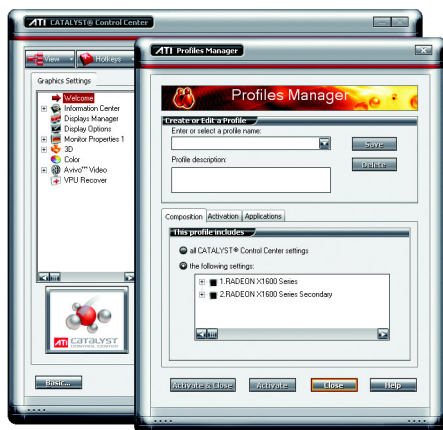 ATI CATALYST® Control Center
View
Hotkeys
Graphics Settings
Welcome
Information Center
Displays Manager
Display Options
Monitor Properties 1
3D
Color
Avivo™ Video
VPU Recover
ATI CATALYST
CONTROL CENTER
Basic...
ATI Profiles Manager
Profiles Manager
Create or Edit a Profile
Enter or select a profile name:
Save
Profile description:
Delete
Composition Activation Applications
This profile includes
all CATALYST® Control Center settings
the following settings:
1.RADEON X1600 Series
2.RADEON X1600 Series Secondary
Activate & Close Activate Close Help